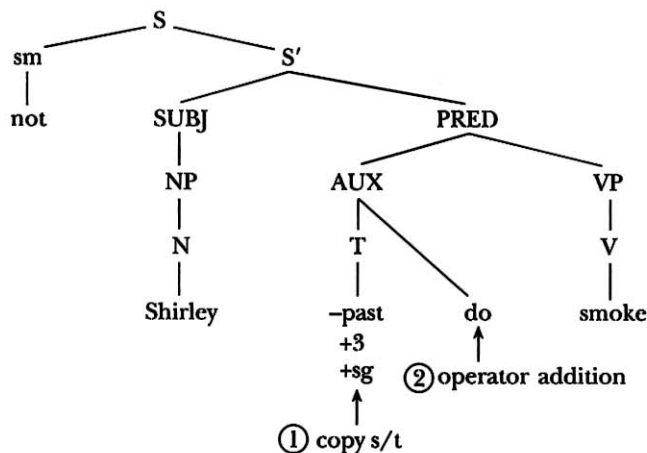 S
sm S′
not SUBJ PRED
NP AUX VP
N T V
Shirley –past do smoke
+3
+sg ② operator addition
① copy s/t